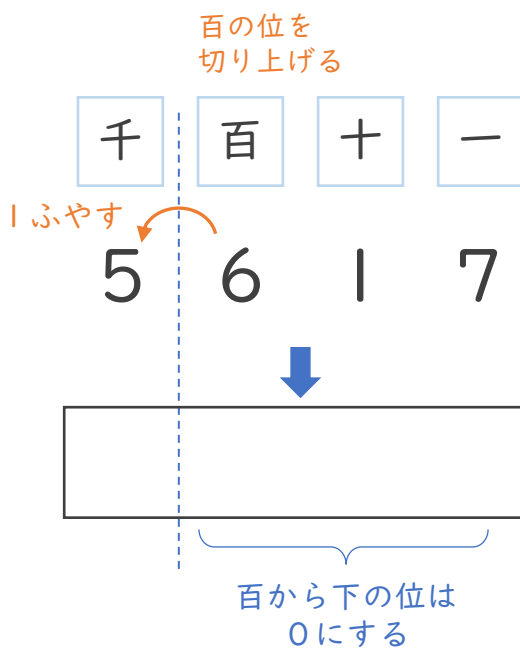 百の位を
切り上げる
千 百 十 一
1ふやす
5 6 1 7
百から下の位は
0にする